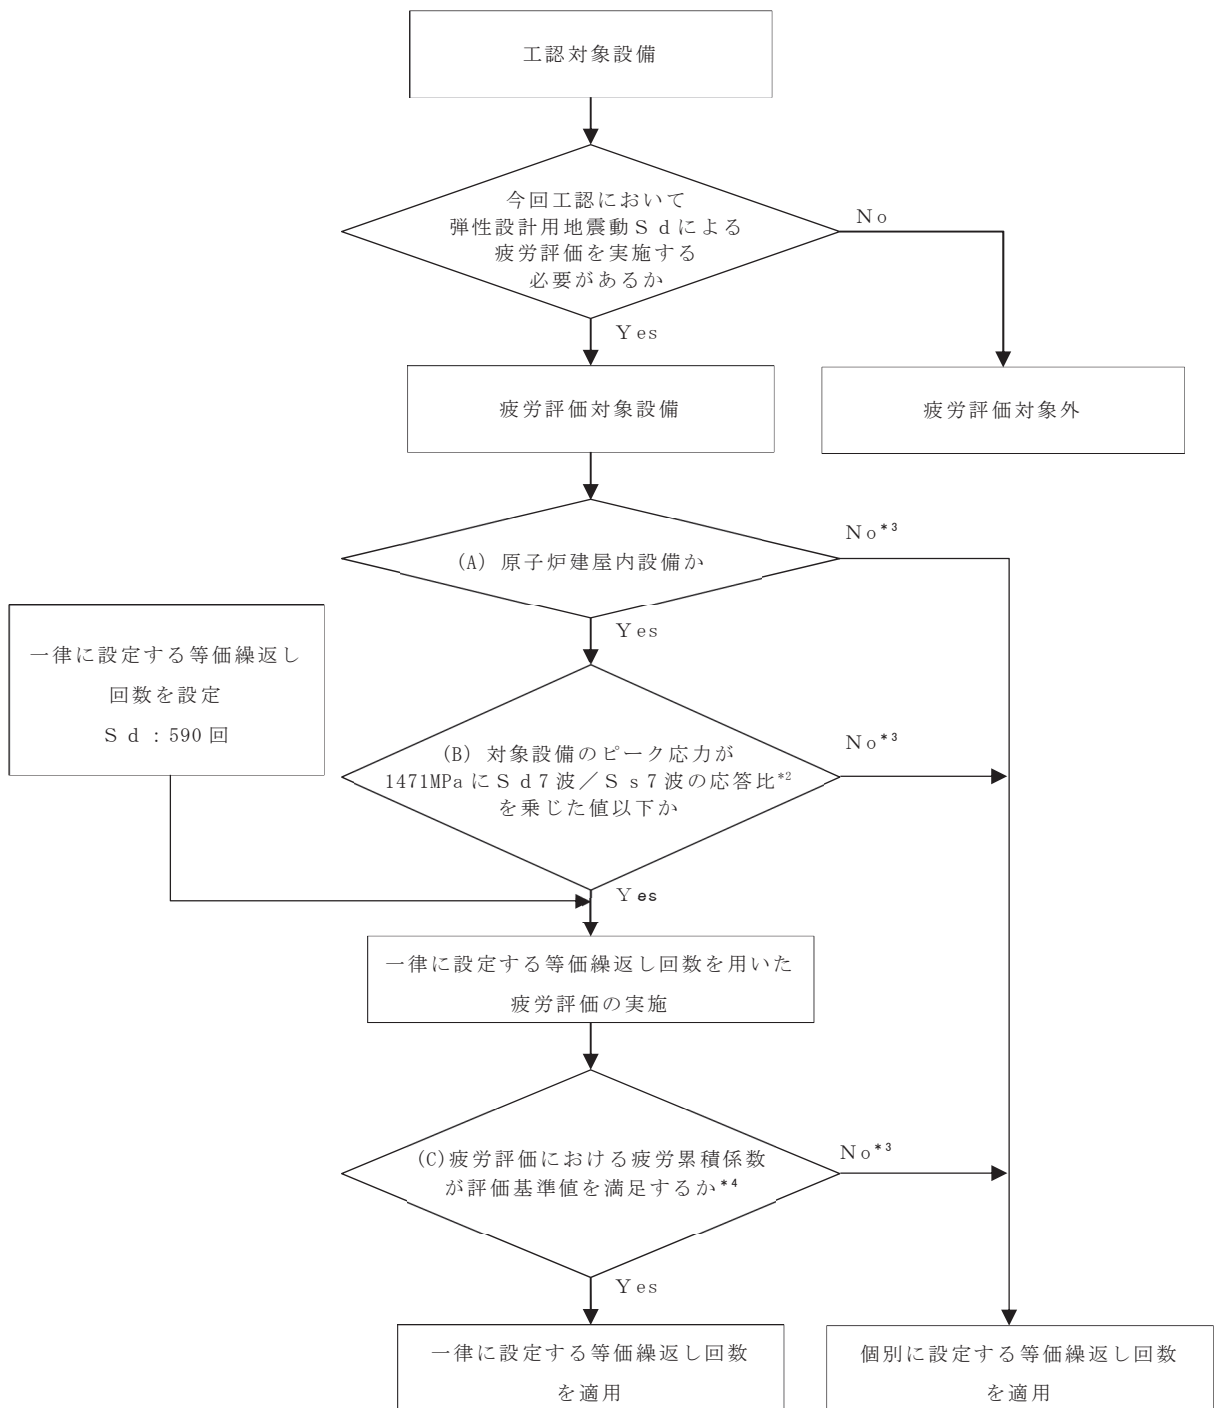 工認対象設備
今回工認において
弾性設計用地震動Ｓｄによる
疲労評価を実施する
必要があるか
No
Yes
疲労評価対象設備
疲労評価対象外
(A) 原子炉建屋内設備か
No*3
Yes
一律に設定する等価繰返し
回数を設定
Ｓｄ：590回
(B) 対象設備のピーク応力が
1471MPaにＳｄ7波／Ｓｓ7波の応答比*2
を乗じた値以下か
No*3
Yes
一律に設定する等価繰返し回数を用いた
疲労評価の実施
(C)疲労評価における疲労累積係数
が評価基準値を満足するか*4
No*3
Yes
一律に設定する等価繰返し回数
を適用
個別に設定する等価繰返し回数
を適用